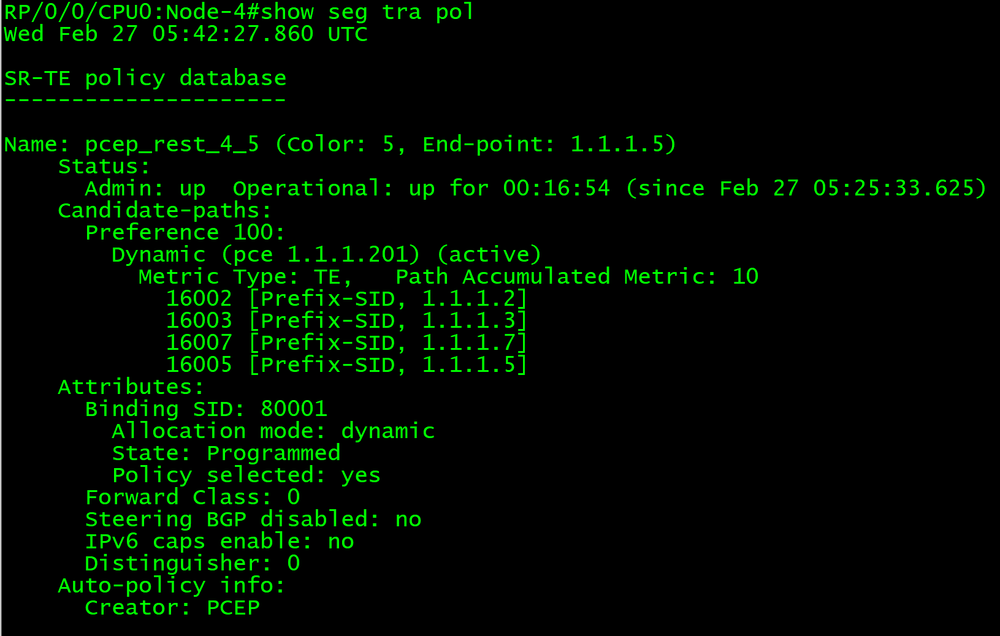 RP/0/0/CPU0:Node-4#show seg tra pol
Wed Feb 27 05:42:27.860 UTC
SR-TE policy database
---------------------
Name: pcep_rest_4_5 (Color: 5, End-point: 1.1.1.5)
Status:
Admin: up  Operational: up for 00:16:54 (since Feb 27 05:25:33.625)
Candidate-paths:
Preference 100:
Dynamic (pce 1.1.1.201) (active)
Metric Type: TE,   Path Accumulated Metric: 10
16002 [Prefix-SID, 1.1.1.2]
16003 [Prefix-SID, 1.1.1.3]
16007 [Prefix-SID, 1.1.1.7]
16005 [Prefix-SID, 1.1.1.5]
Attributes:
Binding SID: 80001
Allocation mode: dynamic
State: Programmed
Policy selected: yes
Forward Class: 0
Steering BGP disabled: no
IPv6 caps enable: no
Distinguisher: 0
Auto-policy info:
Creator: PCEP